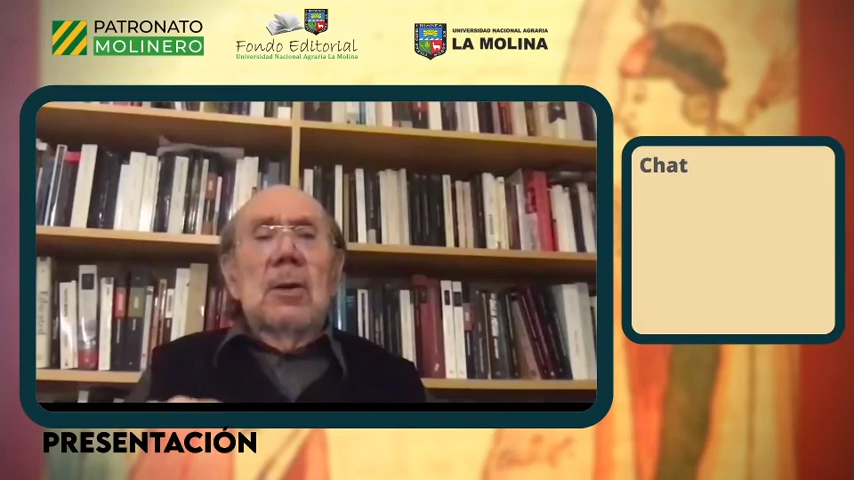 PATRONATO
MOLINERO
Fondo Editorial
Universidad Nacional Agraria La Molina
UNIVERSIDAD NACIONAL AGRARIA
LA MOLINA
Chat
PRESENTACIÓN